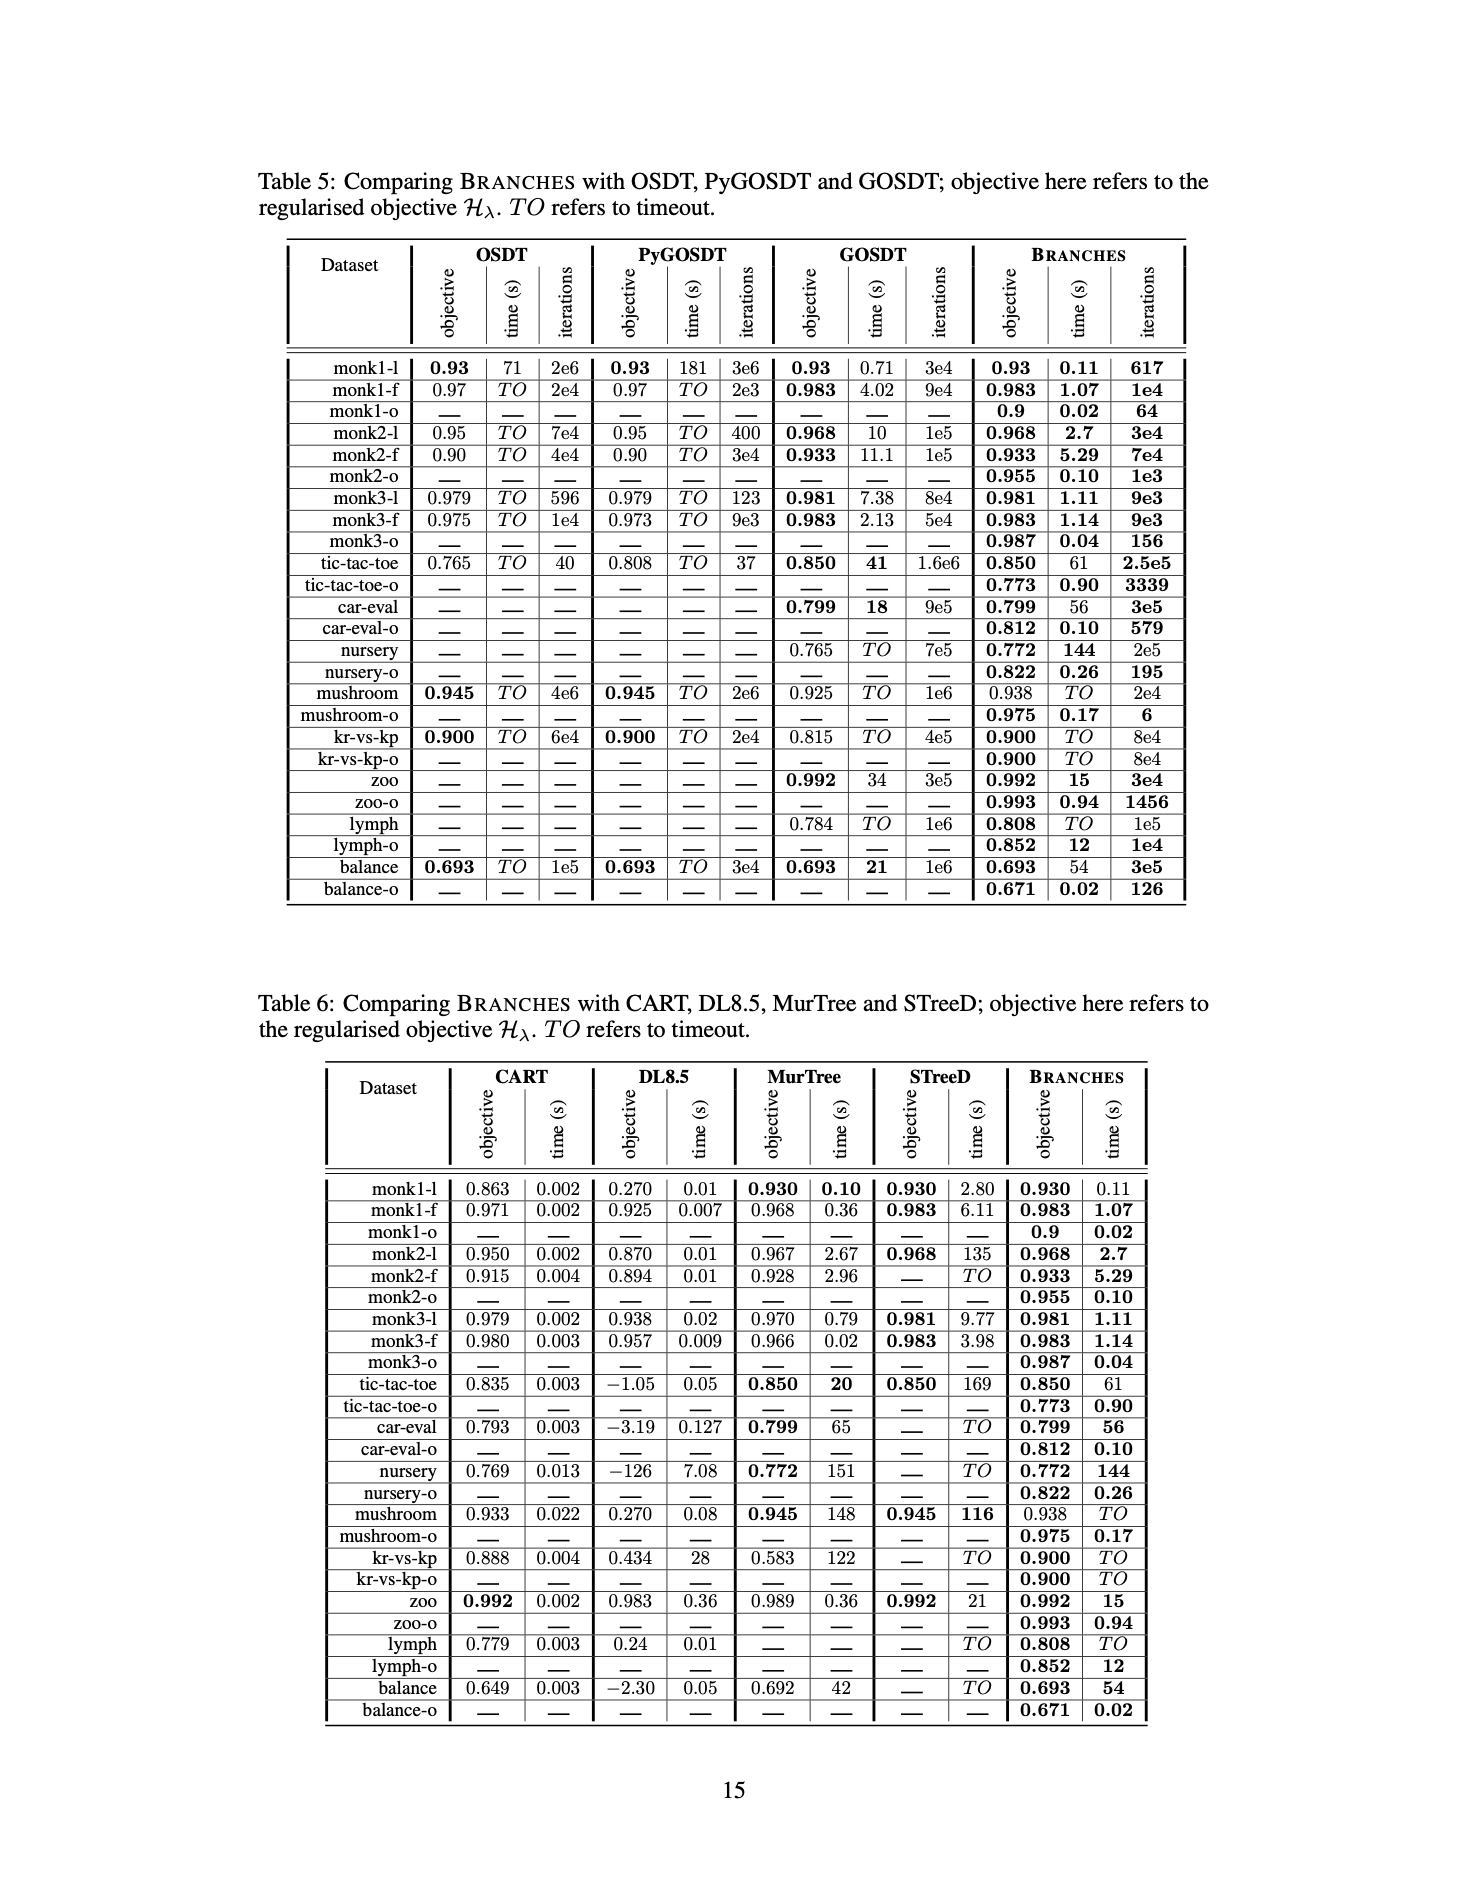 Table 5: Comparing BRANCHES with OSDT, PyGOSDT and GOSDT; objective here refers to the
regularised objective ℋλ. TO refers to timeout.
Dataset OSDT PyGOSDT GOSDT BRANCHES
objective time (s) iterations objective time (s) iterations objective time (s) iterations objective time (s) iterations
monk1-l 0.93 71 2e6 0.93 181 3e6 0.93 0.71 3e4 0.93 0.11 617
monk1-f 0.97 TO 2e4 0.97 TO 2e3 0.983 4.02 9e4 0.983 1.07 1e4
monk1-o — — — — — — — — — 0.9 0.02 64
monk2-l 0.95 TO 7e4 0.95 TO 400 0.968 10 1e5 0.968 2.7 3e4
monk2-f 0.90 TO 4e4 0.90 TO 3e4 0.933 11.1 1e5 0.933 5.29 7e4
monk2-o — — — — — — — — — 0.955 0.10 1e3
monk3-l 0.979 TO 596 0.979 TO 123 0.981 7.38 8e4 0.981 1.11 9e3
monk3-f 0.975 TO 1e4 0.973 TO 9e3 0.983 2.13 5e4 0.983 1.14 9e3
monk3-o — — — — — — — — — 0.987 0.04 156
tic-tac-toe 0.765 TO 40 0.808 TO 37 0.850 41 1.6e6 0.850 61 2.5e5
tic-tac-toe-o — — — — — — — — — 0.773 0.90 3339
car-eval — — — — — — 0.799 18 9e5 0.799 56 3e5
car-eval-o — — — — — — — — — 0.812 0.10 579
nursery — — — — — — 0.765 TO 7e5 0.772 144 2e5
nursery-o — — — — — — — — — 0.822 0.26 195
mushroom 0.945 TO 4e6 0.945 TO 2e6 0.925 TO 1e6 0.938 TO 2e4
mushroom-o — — — — — — — — — 0.975 0.17 6
kr-vs-kp 0.900 TO 6e4 0.900 TO 2e4 0.815 TO 4e5 0.900 TO 8e4
kr-vs-kp-o — — — — — — — — — 0.900 TO 8e4
zoo — — — — — — 0.992 34 3e5 0.992 15 3e4
zoo-o — — — — — — — — — 0.993 0.94 1456
lymph — — — — — — 0.784 TO 1e6 0.808 TO 1e5
lymph-o — — — — — — — — — 0.852 12 1e4
balance 0.693 TO 1e5 0.693 TO 3e4 0.693 21 1e6 0.693 54 3e5
balance-o — — — — — — — — — 0.671 0.02 126
Table 6: Comparing BRANCHES with CART, DL8.5, MurTree and STreeD; objective here refers to
the regularised objective ℋλ. TO refers to timeout.
Dataset CART DL8.5 MurTree STreeD BRANCHES
objective time (s) objective time (s) objective time (s) objective time (s) objective time (s)
monk1-l 0.863 0.002 0.270 0.01 0.930 0.10 0.930 2.80 0.930 0.11
monk1-f 0.971 0.002 0.925 0.007 0.968 0.36 0.983 6.11 0.983 1.07
monk1-o — — — — — — — — 0.9 0.02
monk2-l 0.950 0.002 0.870 0.01 0.967 2.67 0.968 135 0.968 2.7
monk2-f 0.915 0.004 0.894 0.01 0.928 2.96 — TO 0.933 5.29
monk2-o — — — — — — — — 0.955 0.10
monk3-l 0.979 0.002 0.938 0.02 0.970 0.79 0.981 9.77 0.981 1.11
monk3-f 0.980 0.003 0.957 0.009 0.966 0.02 0.983 3.98 0.983 1.14
monk3-o — — — — — — — — 0.987 0.04
tic-tac-toe 0.835 0.003 −1.05 0.05 0.850 20 0.850 169 0.850 61
tic-tac-toe-o — — — — — — — — 0.773 0.90
car-eval 0.793 0.003 −3.19 0.127 0.799 65 — TO 0.799 56
car-eval-o — — — — — — — — 0.812 0.10
nursery 0.769 0.013 −126 7.08 0.772 151 — TO 0.772 144
nursery-o — — — — — — — — 0.822 0.26
mushroom 0.933 0.022 0.270 0.08 0.945 148 0.945 116 0.938 TO
mushroom-o — — — — — — — — 0.975 0.17
kr-vs-kp 0.888 0.004 0.434 28 0.583 122 — TO 0.900 TO
kr-vs-kp-o — — — — — — — — 0.900 TO
zoo 0.992 0.002 0.983 0.36 0.989 0.36 0.992 21 0.992 15
zoo-o — — — — — — — — 0.993 0.94
lymph 0.779 0.003 0.24 0.01 — — — TO 0.808 TO
lymph-o — — — — — — — — 0.852 12
balance 0.649 0.003 −2.30 0.05 0.692 42 — TO 0.693 54
balance-o — — — — — — — — 0.671 0.02
15